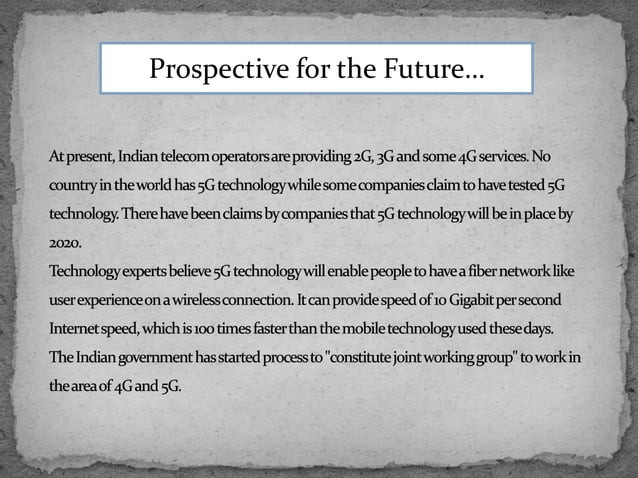 Prospective for the Future...
At present, Indian telecom operators are providing 2G, 3G and some 4G services. No
country in the world has 5G technology while some companies claim to have tested 5G
technology. There have been claims by companies that 5G technology will be in place by
2020.
Technology experts believe 5G technology will enable people to have a fiber network like
user experience on a wireless connection. It can provide speed of 10 Gigabit per second
Internet speed, which is 100 times faster than the mobile technology used these days.
The Indian government has started process to "constitute joint working group" to work in
the area of 4G and 5G.